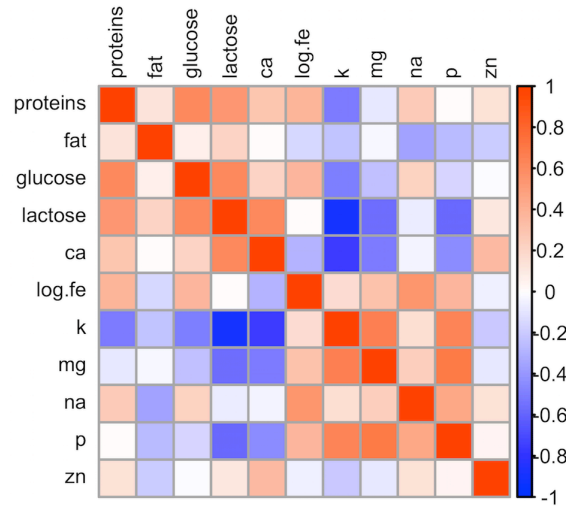 proteins
fat
glucose
lactose
ca
log.fe
k
mg
na
p
zn
proteins
fat
glucose
lactose
ca
log.fe
k
mg
na
p
zn
1
0.8
0.6
0.4
0.2
0
-0.2
-0.4
-0.6
-0.8
-1